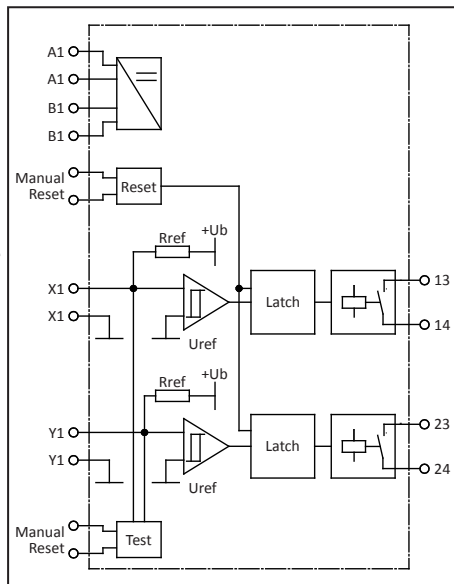 A1
A1
B1
B1
Manual
Reset
Reset
Rref
+Ub
X1
X1
Uref
Latch
13
14
Rref
+Ub
Y1
Y1
Uref
Latch
23
24
Manual
Reset
Test